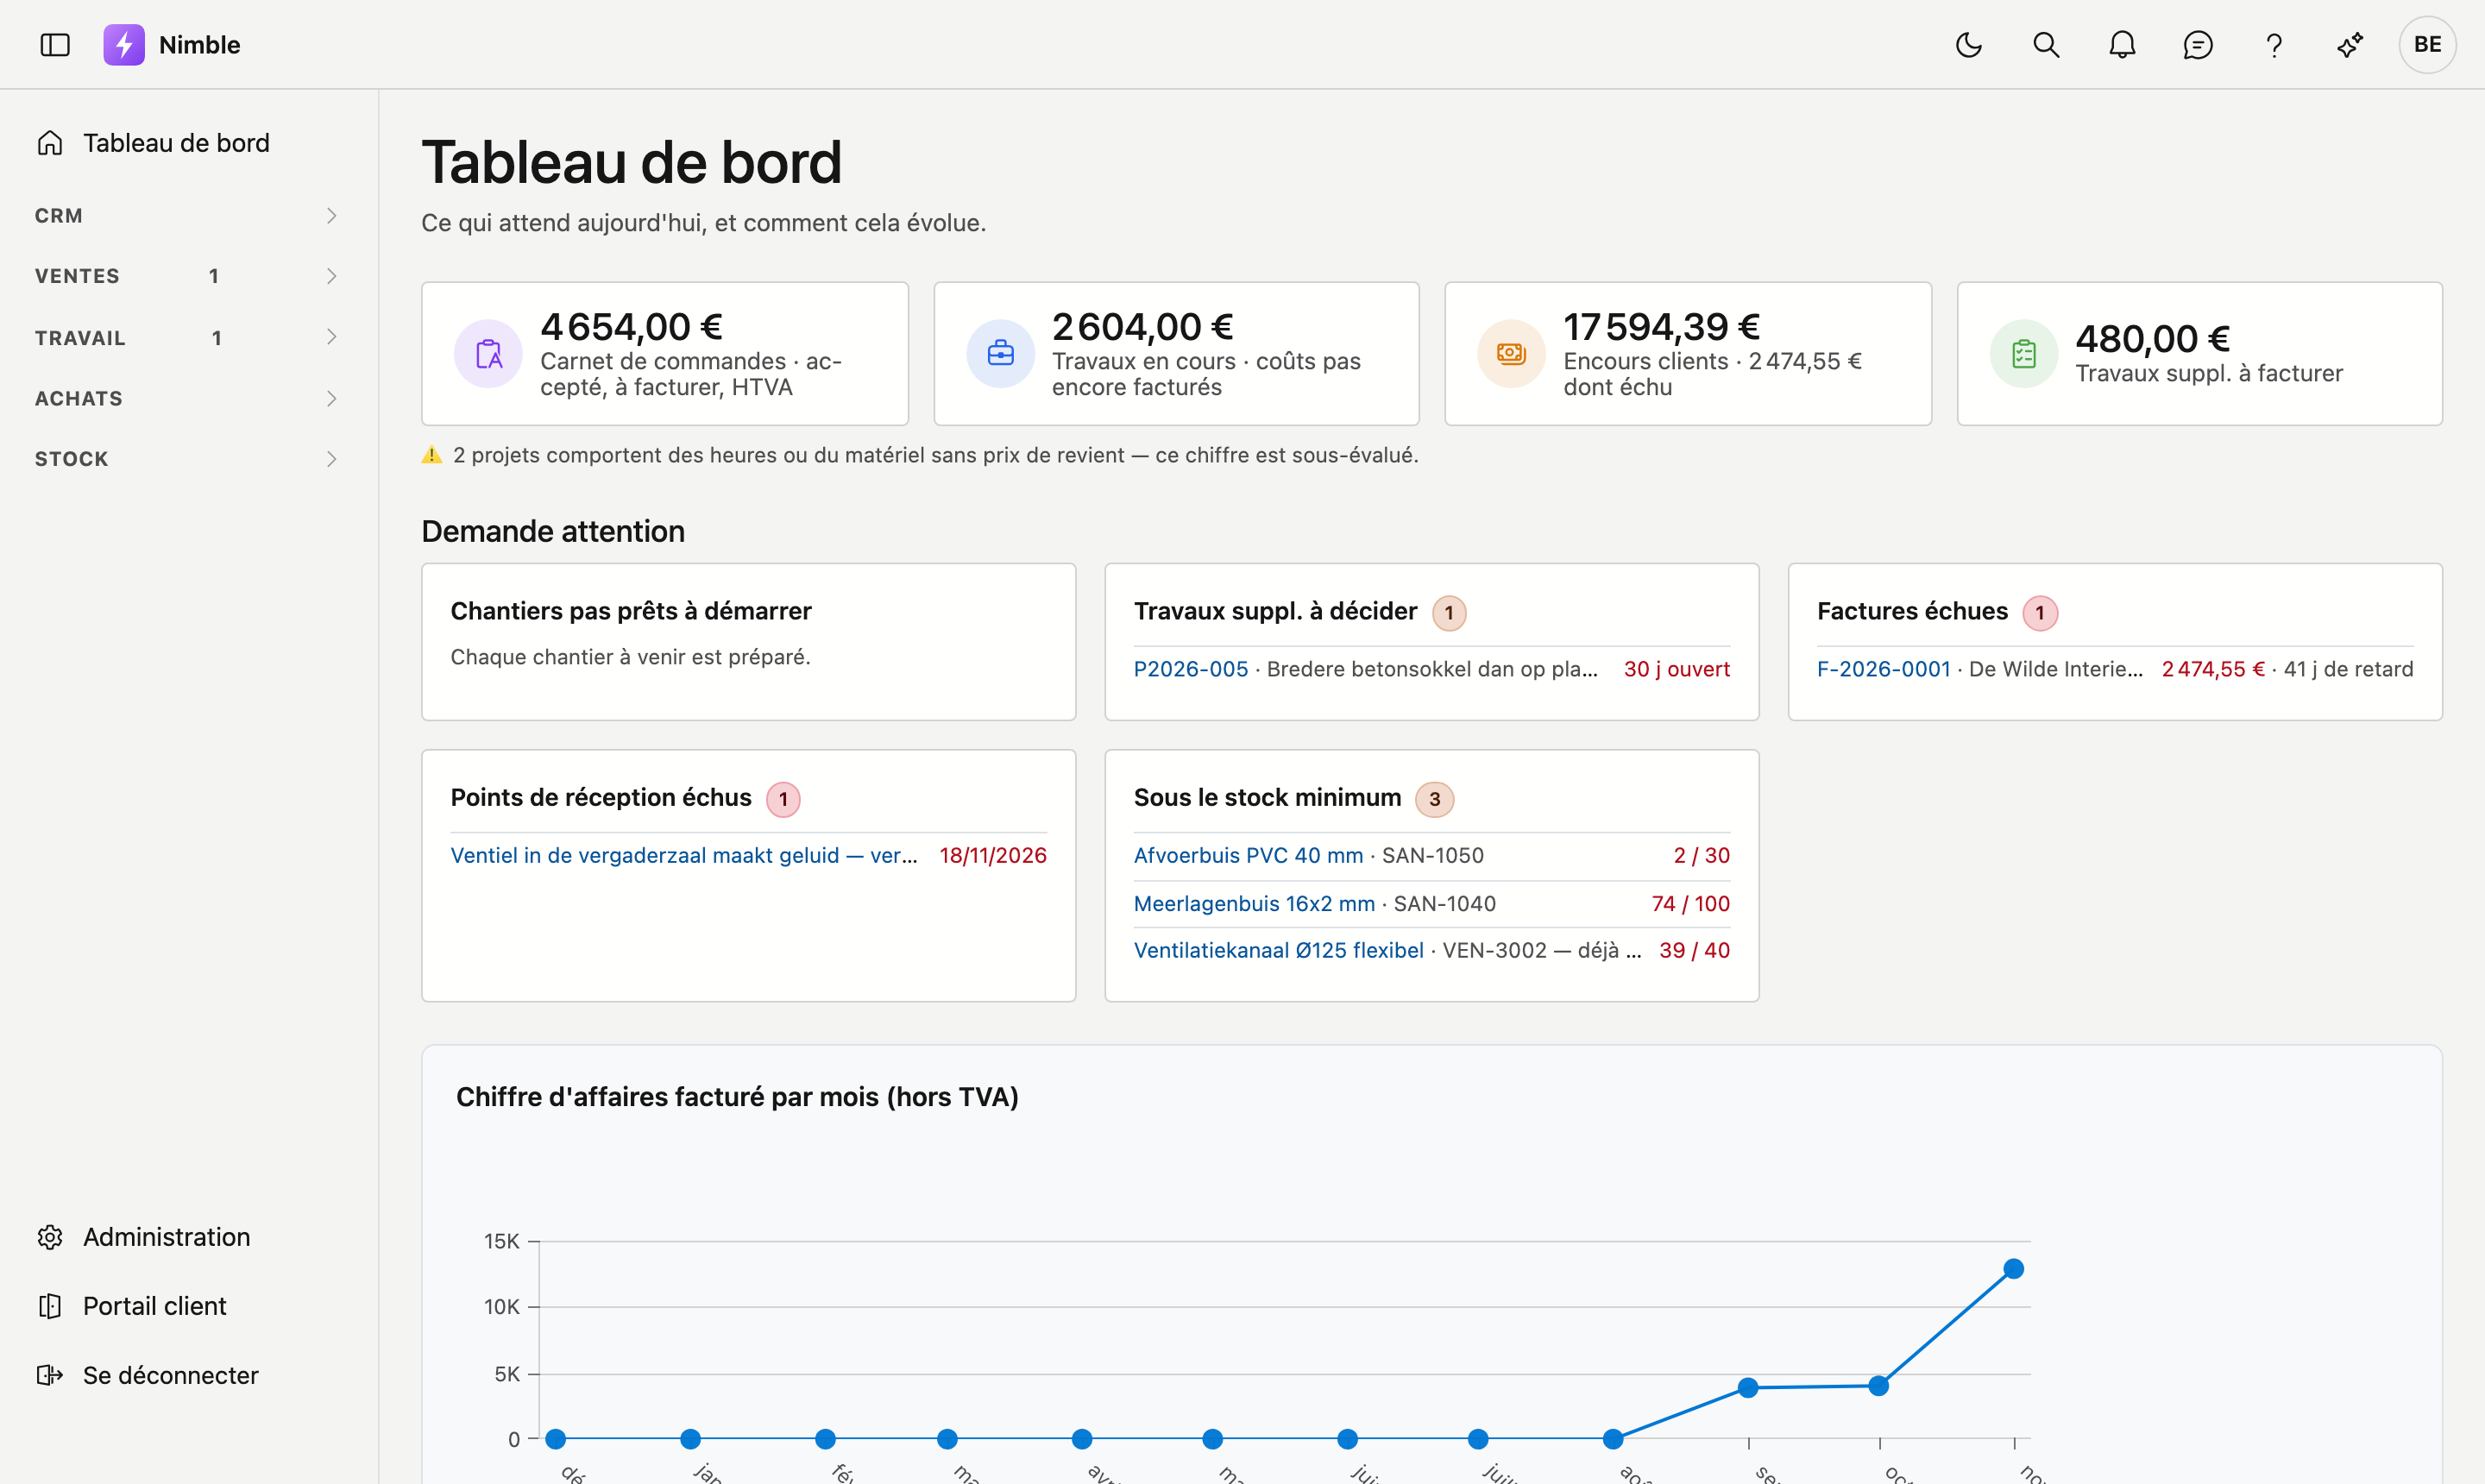 Nimble
BE
Tableau de bord
CRM
VENTES 1
TRAVAIL 1
ACHATS
STOCK
Administration
Portail client
Se déconnecter
Tableau de bord
Ce qui attend aujourd'hui, et comment cela évolue.
4 654,00 €
Carnet de commandes · ac-
cepté, à facturer, HTVA
2 604,00 €
Travaux en cours · coûts pas
encore facturés
17 594,39 €
Encours clients · 2 474,55 €
dont échu
480,00 €
Travaux suppl. à facturer
2 projets comportent des heures ou du matériel sans prix de revient — ce chiffre est sous-évalué.
Demande attention
Chantiers pas prêts à démarrer
Chaque chantier à venir est préparé.
Travaux suppl. à décider 1
P2026-005 · Bredere betonsokkel dan op pla... 30 j ouvert
Factures échues 1
F-2026-0001 · De Wilde Interie... 2 474,55 € · 41 j de retard
Points de réception échus 1
Ventiel in de vergaderzaal maakt geluid — ver... 18/11/2026
Sous le stock minimum 3
Afvoerbuis PVC 40 mm · SAN-1050 2 / 30
Meerlagenbuis 16x2 mm · SAN-1040 74 / 100
Ventilatiekanaal Ø125 flexibel · VEN-3002 — déjà ... 39 / 40
Chiffre d'affaires facturé par mois (hors TVA)
15K
10K
5K
0